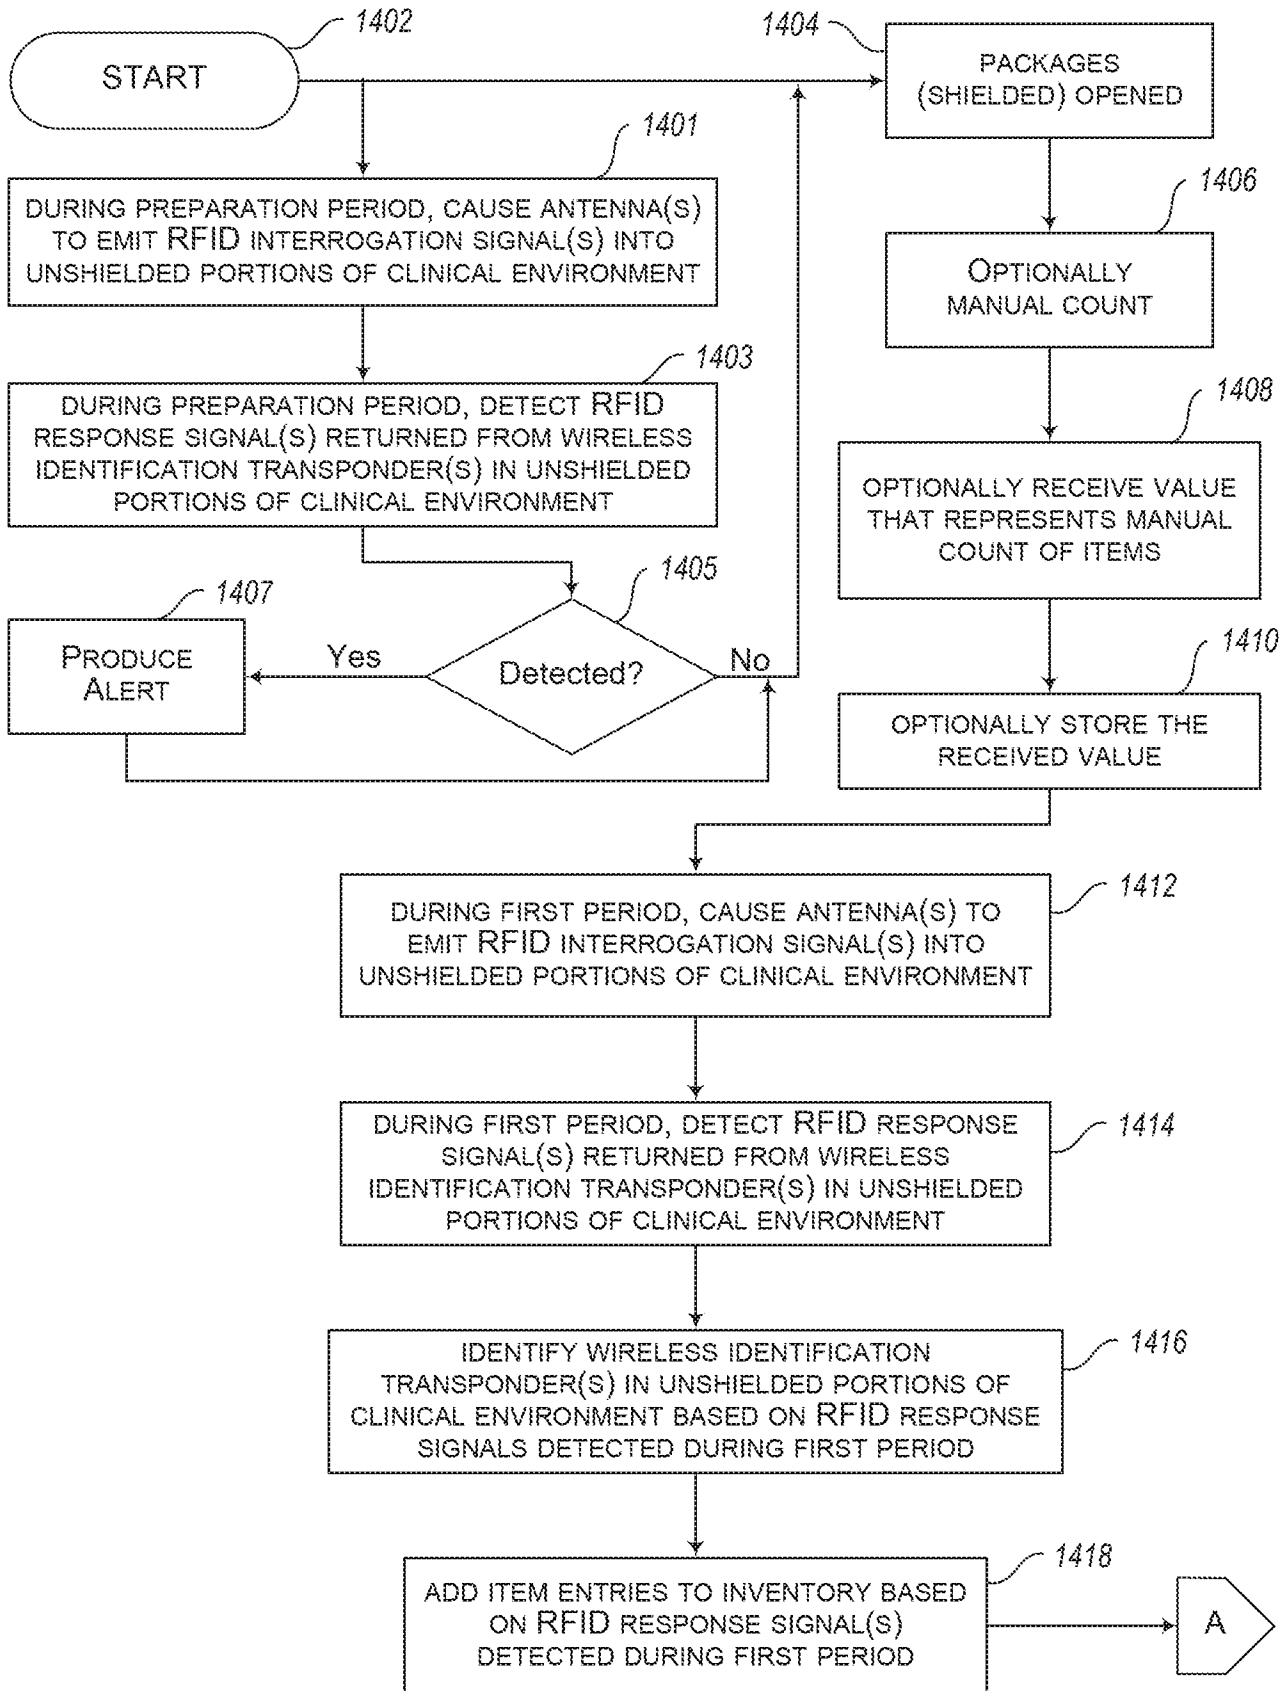 1402
START
1404
PACKAGES
(SHIELDED) OPENED
1401
DURING PREPARATION PERIOD, CAUSE ANTENNA(S)
TO EMIT RFID INTERROGATION SIGNAL(S) INTO
UNSHIELDED PORTIONS OF CLINICAL ENVIRONMENT
1406
OPTIONALLY
MANUAL COUNT
1403
DURING PREPARATION PERIOD, DETECT RFID
RESPONSE SIGNAL(S) RETURNED FROM WIRELESS
IDENTIFICATION TRANSPONDER(S) IN UNSHIELDED
PORTIONS OF CLINICAL ENVIRONMENT
1408
OPTIONALLY RECEIVE VALUE
THAT REPRESENTS MANUAL
COUNT OF ITEMS
1405
Detected?
Yes
No
1407
PRODUCE
ALERT
1410
OPTIONALLY STORE THE
RECEIVED VALUE
1412
DURING FIRST PERIOD, CAUSE ANTENNA(S) TO
EMIT RFID INTERROGATION SIGNAL(S) INTO
UNSHIELDED PORTIONS OF CLINICAL ENVIRONMENT
1414
DURING FIRST PERIOD, DETECT RFID RESPONSE
SIGNAL(S) RETURNED FROM WIRELESS
IDENTIFICATION TRANSPONDER(S) IN UNSHIELDED
PORTIONS OF CLINICAL ENVIRONMENT
1416
IDENTIFY WIRELESS IDENTIFICATION
TRANSPONDER(S) IN UNSHIELDED PORTIONS OF
CLINICAL ENVIRONMENT BASED ON RFID RESPONSE
SIGNALS DETECTED DURING FIRST PERIOD
1418
ADD ITEM ENTRIES TO INVENTORY BASED
ON RFID RESPONSE SIGNAL(S)
DETECTED DURING FIRST PERIOD
A